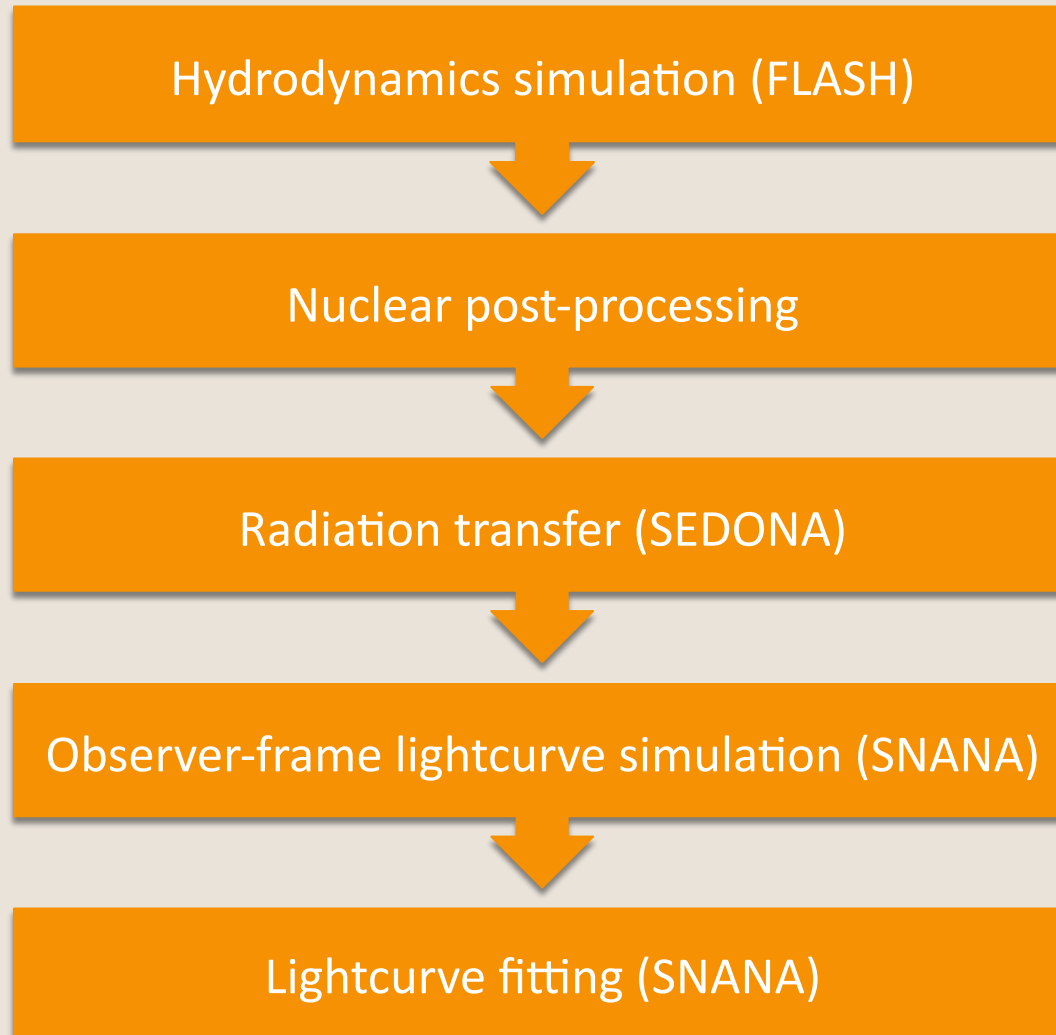 Hydrodynamics simulation (FLASH)
Nuclear post-processing
Radiation transfer (SEDONA)
Observer-frame lightcurve simulation (SNANA)
Lightcurve fitting (SNANA)